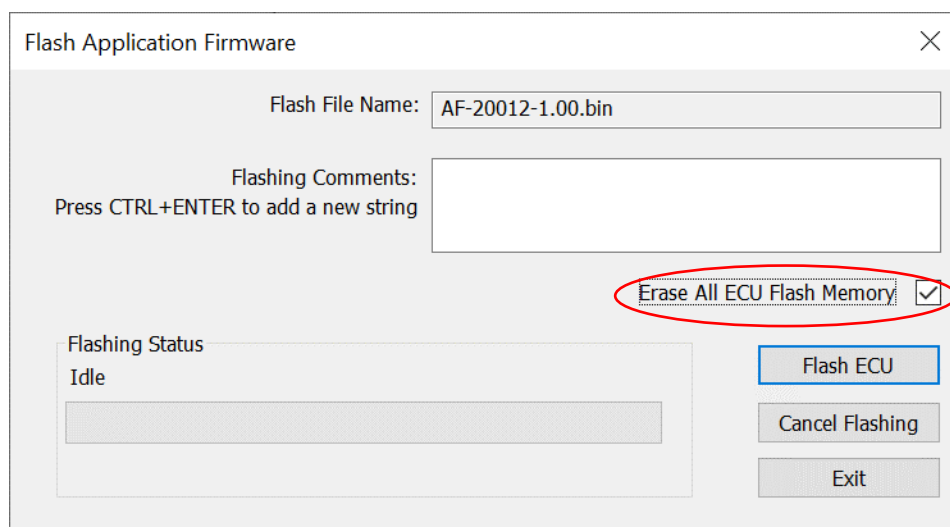 Flash Application Firmware
Flash File Name: AF-20012-1.00.bin
Flashing Comments:
Press CTRL+ENTER to add a new string
Erase All ECU Flash Memory
Flashing Status
Idle
Flash ECU
Cancel Flashing
Exit